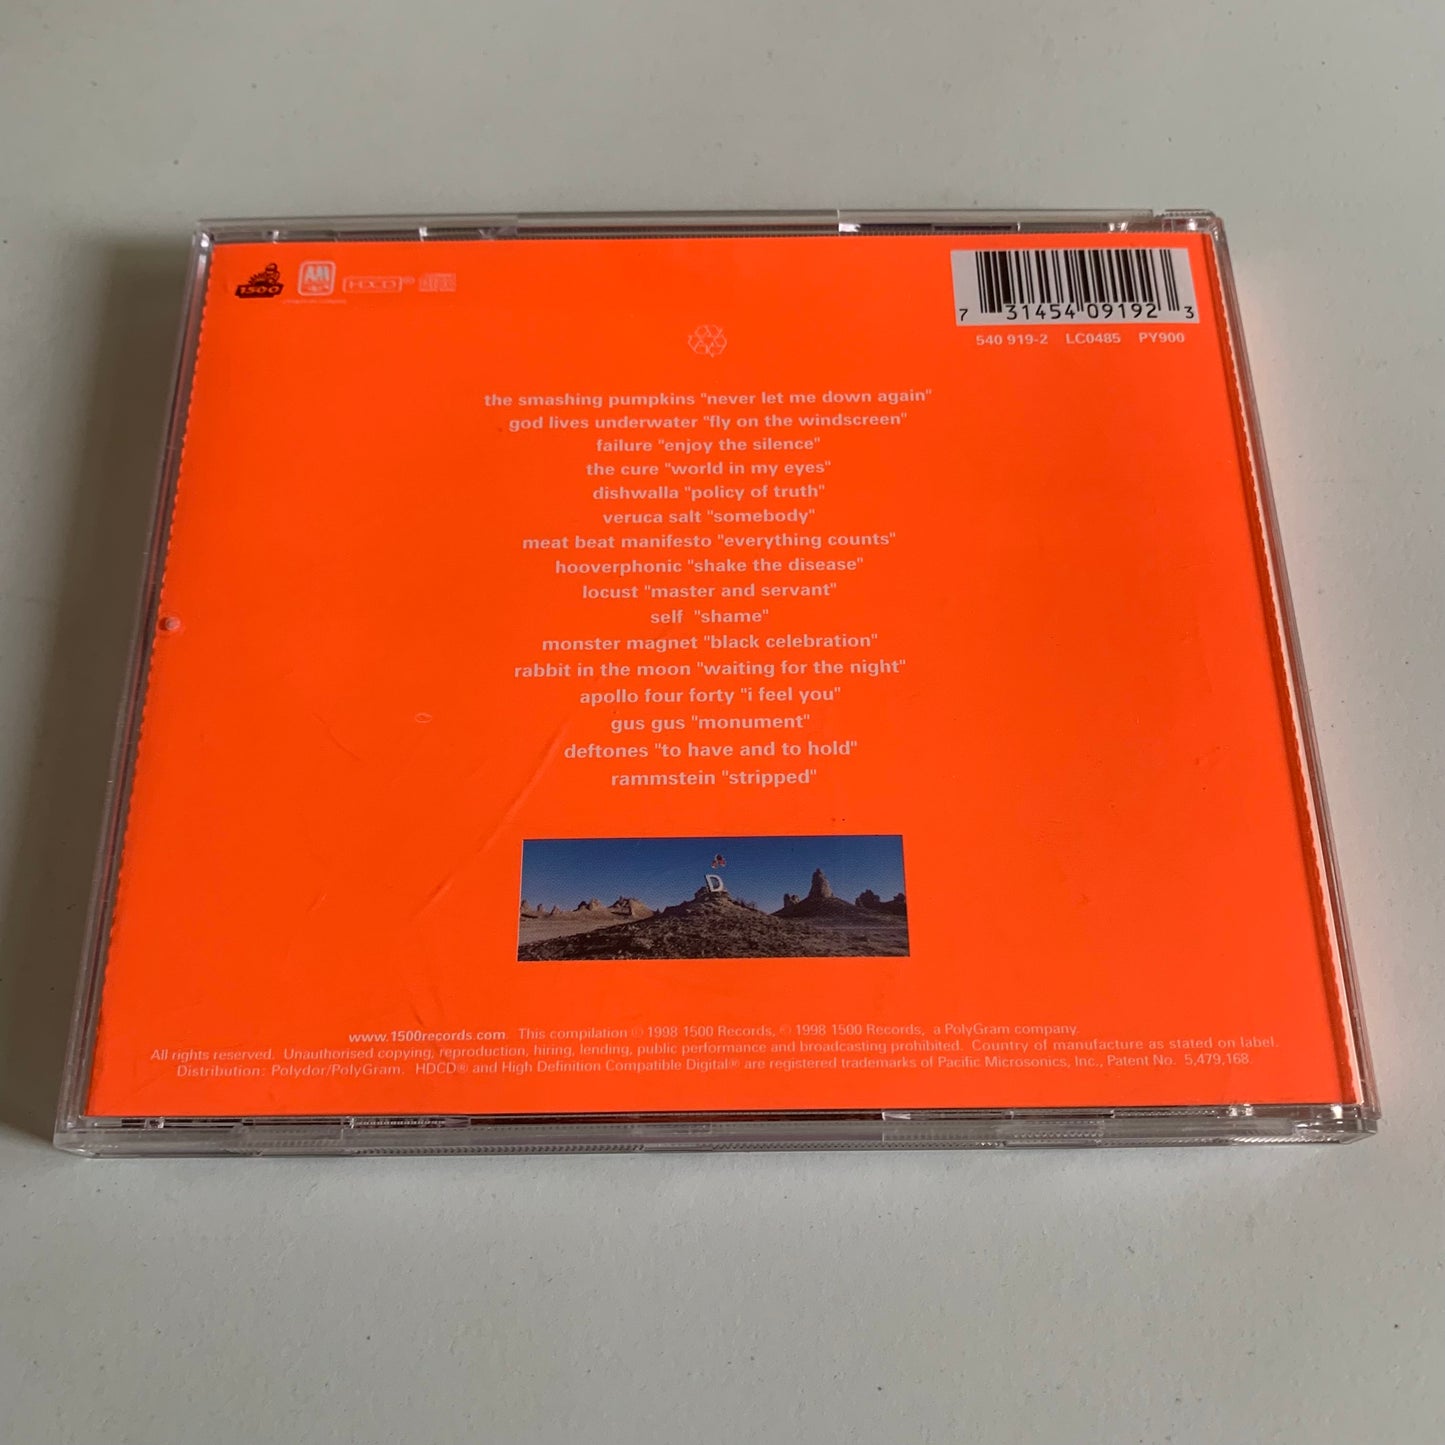 1500
A&M
HDCD®
7 31454 09192 3
540 919-2 LC0485 PY900
the smashing pumpkins "never let me down again"
god lives underwater "fly on the windscreen"
failure "enjoy the silence"
the cure "world in my eyes"
dishwalla "policy of truth"
veruca salt "somebody"
meat beat manifesto "everything counts"
hooverphonic "shake the disease"
locust "master and servant"
self "shame"
monster magnet "black celebration"
rabbit in the moon "waiting for the night"
apollo four forty "i feel you"
gus gus "monument"
deftones "to have and to hold"
rammstein "stripped"
D
www.1500records.com. This compilation ℗ 1998 1500 Records, © 1998 1500 Records, a PolyGram company.
All rights reserved. Unauthorised copying, reproduction, hiring, lending, public performance and broadcasting prohibited. Country of manufacture as stated on label.
Distribution: Polydor/PolyGram. HDCD® and High Definition Compatible Digital® are registered trademarks of Pacific Microsonics, Inc., Patent No. 5,479,168.